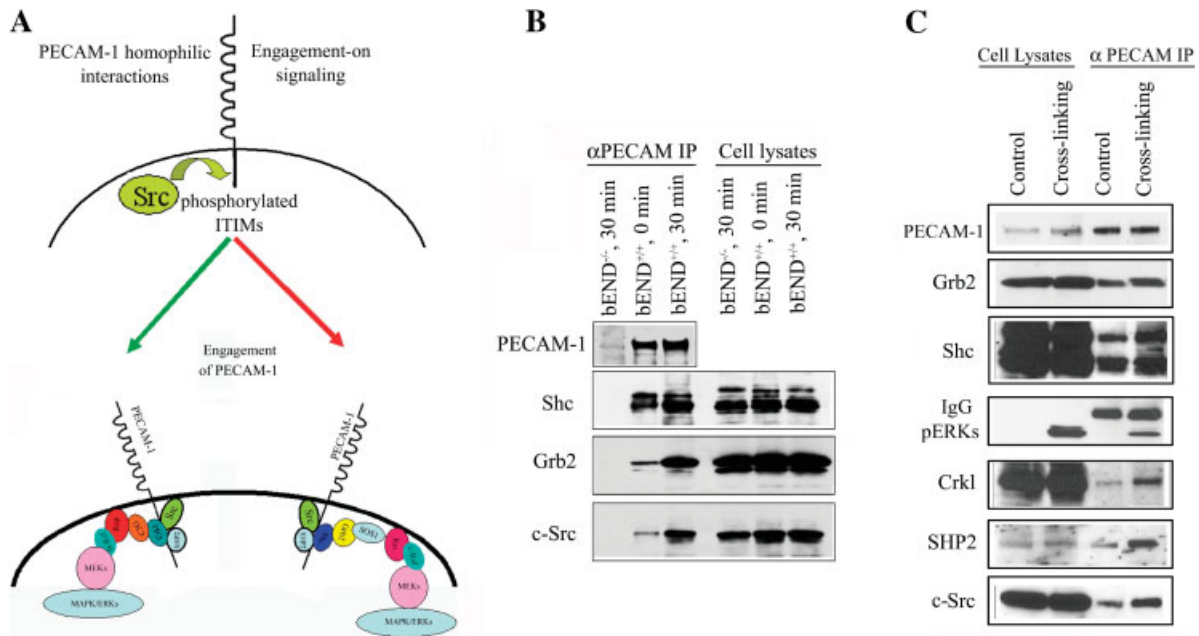 A
PECAM-1 homophilic
interactions
Engagement-on
signaling
Src
phosphorylated
ITIMs
Engagement
of PECAM-1
PECAM-1
PECAM-1
Src
Src
MEKs
MAPK/ERKs
SOS1
MEKs
MAPK/ERKs
B
αPECAM IP
Cell lysates
bEND-/-, 30 min
bEND+/+, 0 min
bEND+/+, 30 min
bEND-/-, 30 min
bEND+/+, 0 min
bEND+/+, 30 min
PECAM-1
Shc
Grb2
c-Src
C
Cell Lysates
α PECAM IP
Control
Cross-linking
Control
Cross-linking
PECAM-1
Grb2
Shc
IgG
pERKs
Crkl
SHP2
c-Src